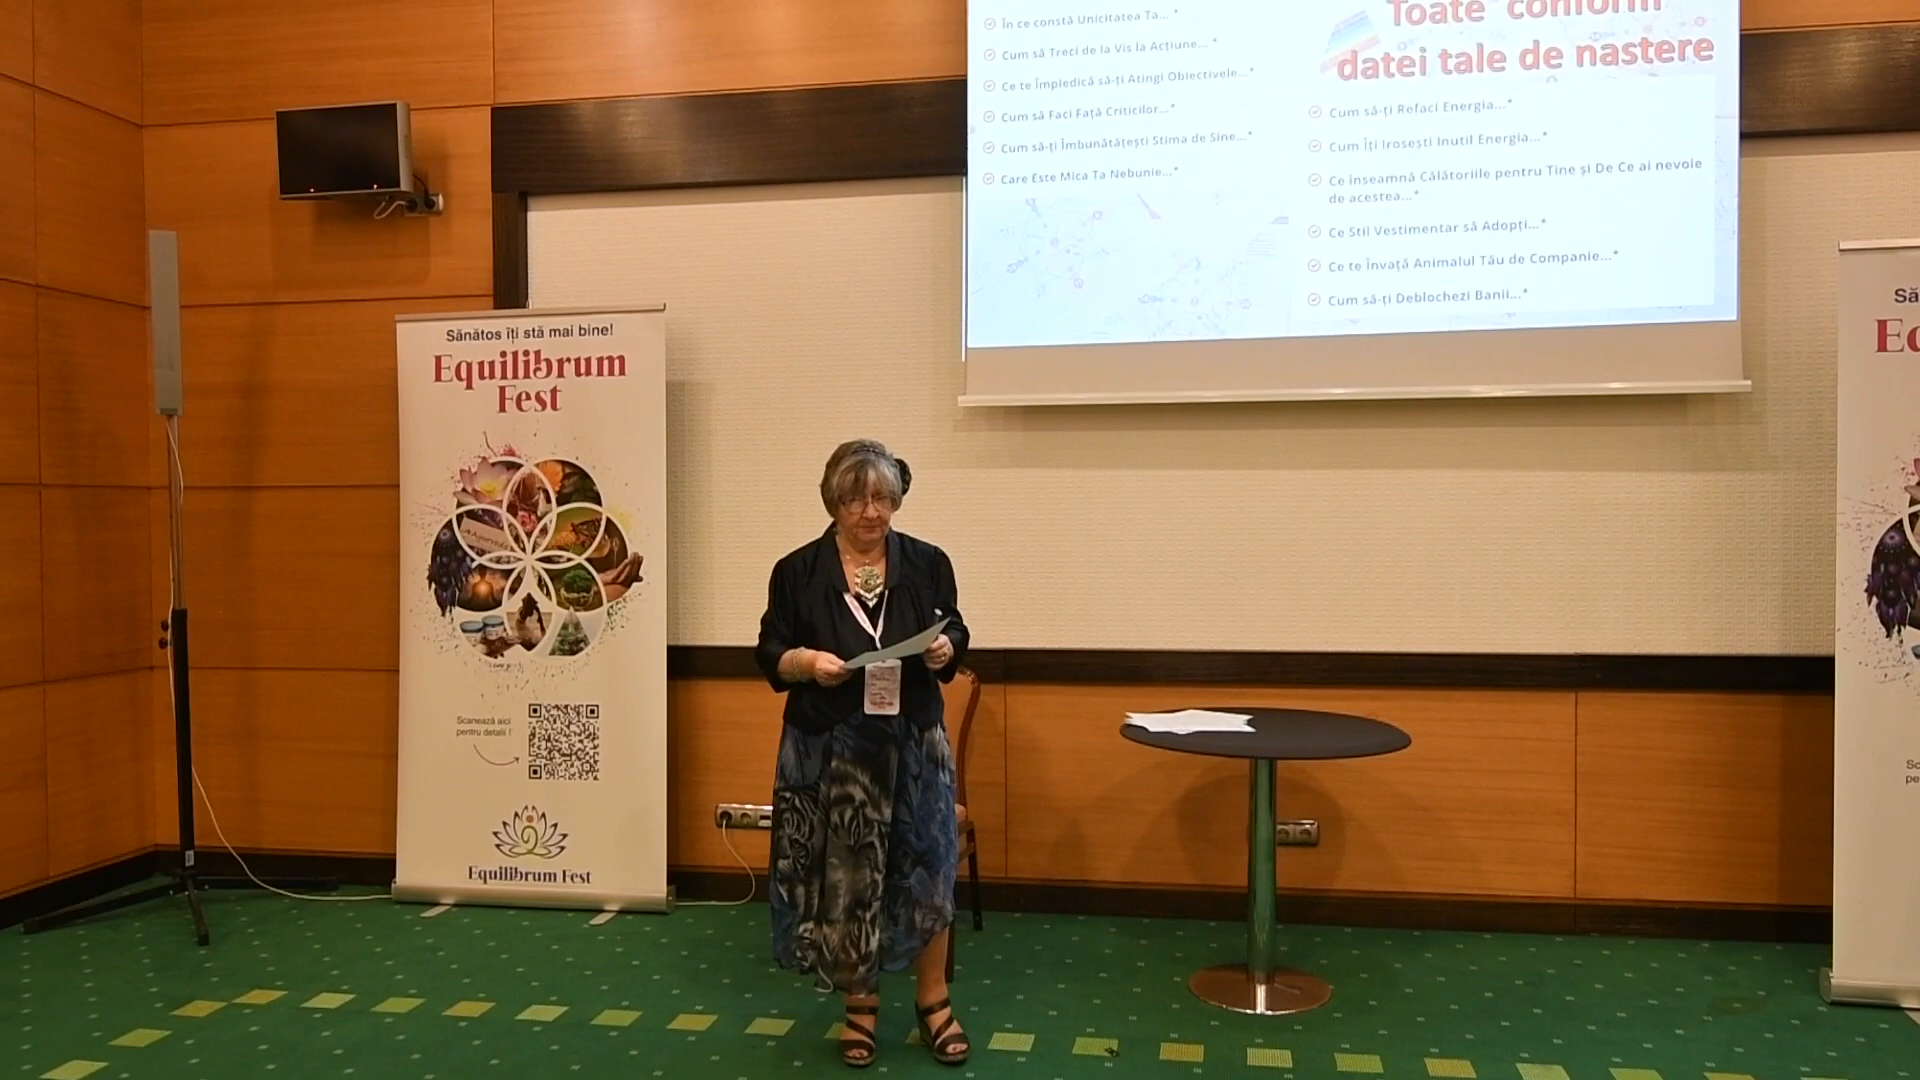 În ce constă Unicitatea Ta... *
Cum să Treci de la Vis la Acțiune... *
Ce te Împiedică să-ți Atingi Obiectivele... *
Cum să Faci Față Criticilor... *
Cum să-ți Îmbunătățești Stima de Sine... *
Care Este Mica Ta Nebunie... *
Toate conform
datei tale de nastere
Cum să-ți Refaci Energia... *
Cum Îți Irosești Inutil Energia... *
Ce înseamnă Călătoriile pentru Tine și De Ce ai nevoie
de acestea... *
Ce Stil Vestimentar să Adopți... *
Ce te Învață Animalul Tău de Companie... *
Cum să-ți Deblochezi Banii... *
Sănătos îți stă mai bine!
Equilibrum
Fest
Ayurveda
Scanează aici
pentru detalii !
Equilibrum Fest
Să
Eq
Sc
pe